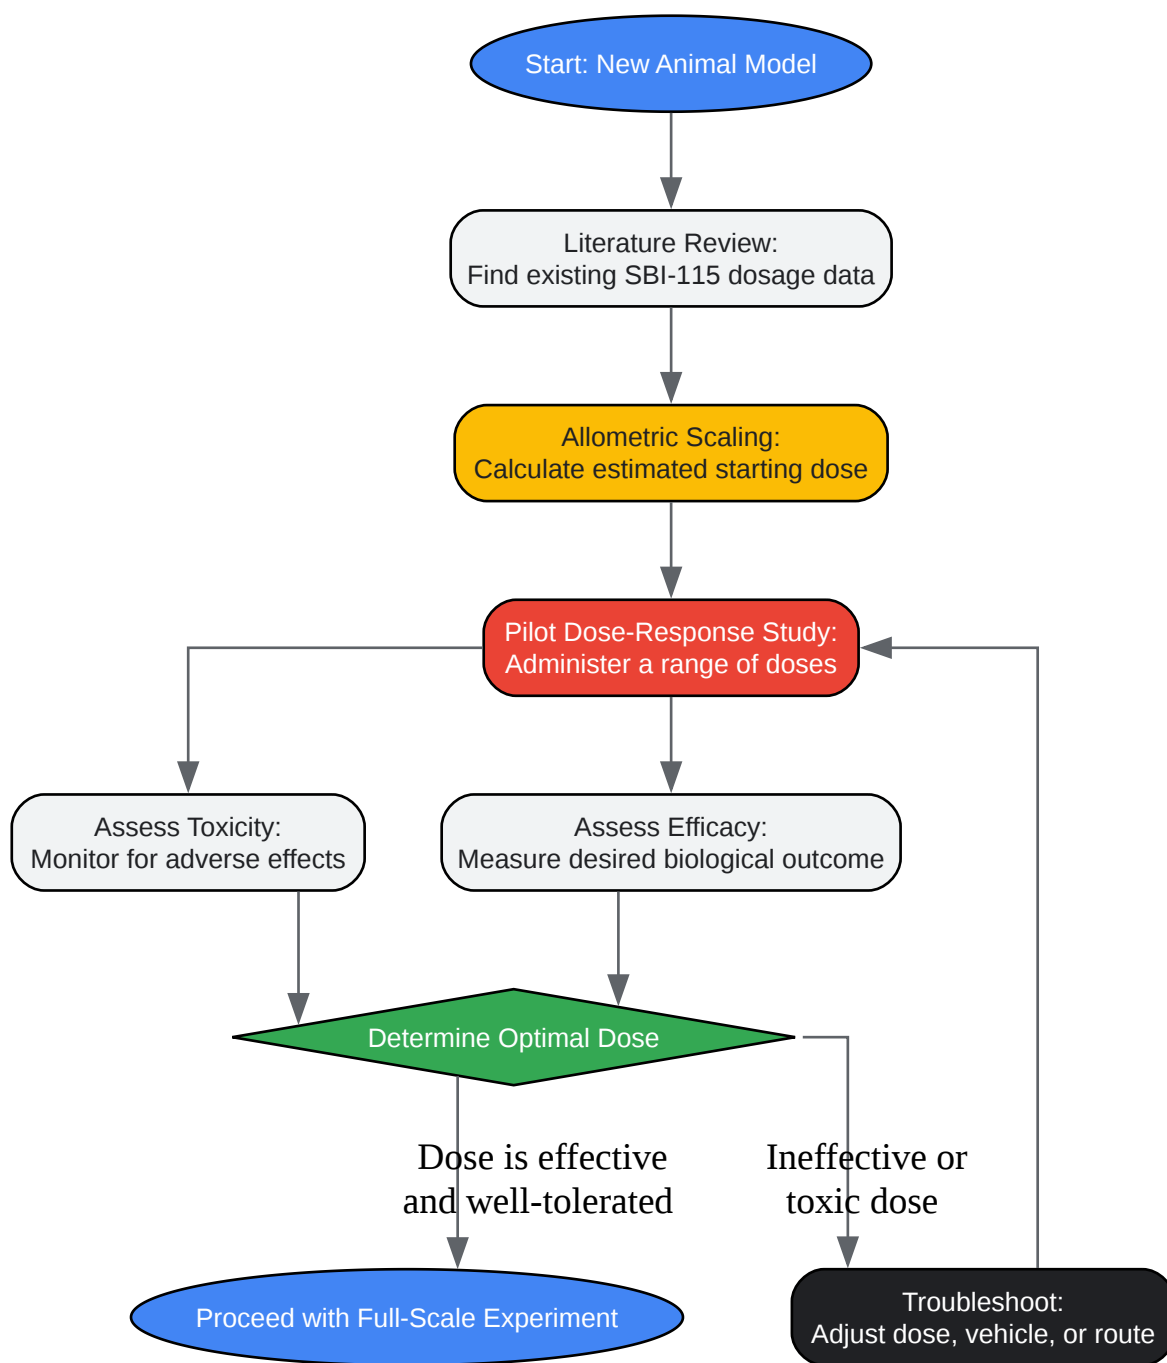 Start: New Animal Model
Literature Review:
Find existing SBI-115 dosage data
Allometric Scaling:
Calculate estimated starting dose
Pilot Dose-Response Study:
Administer a range of doses
Assess Toxicity:
Monitor for adverse effects
Assess Efficacy:
Measure desired biological outcome
Determine Optimal Dose
Dose is effective
and well-tolerated
Ineffective or
toxic dose
Proceed with Full-Scale Experiment
Troubleshoot:
Adjust dose, vehicle, or route